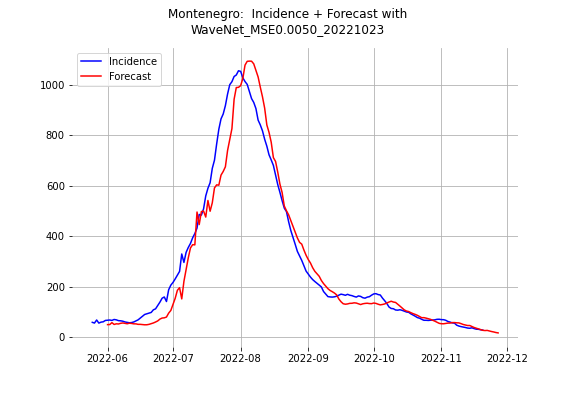 Montenegro:  Incidence + Forecast with
WaveNet_MSE0.0050_20221023
Incidence
Forecast
1000
800
600
400
200
0
2022-06 2022-07 2022-08 2022-09 2022-10 2022-11 2022-12